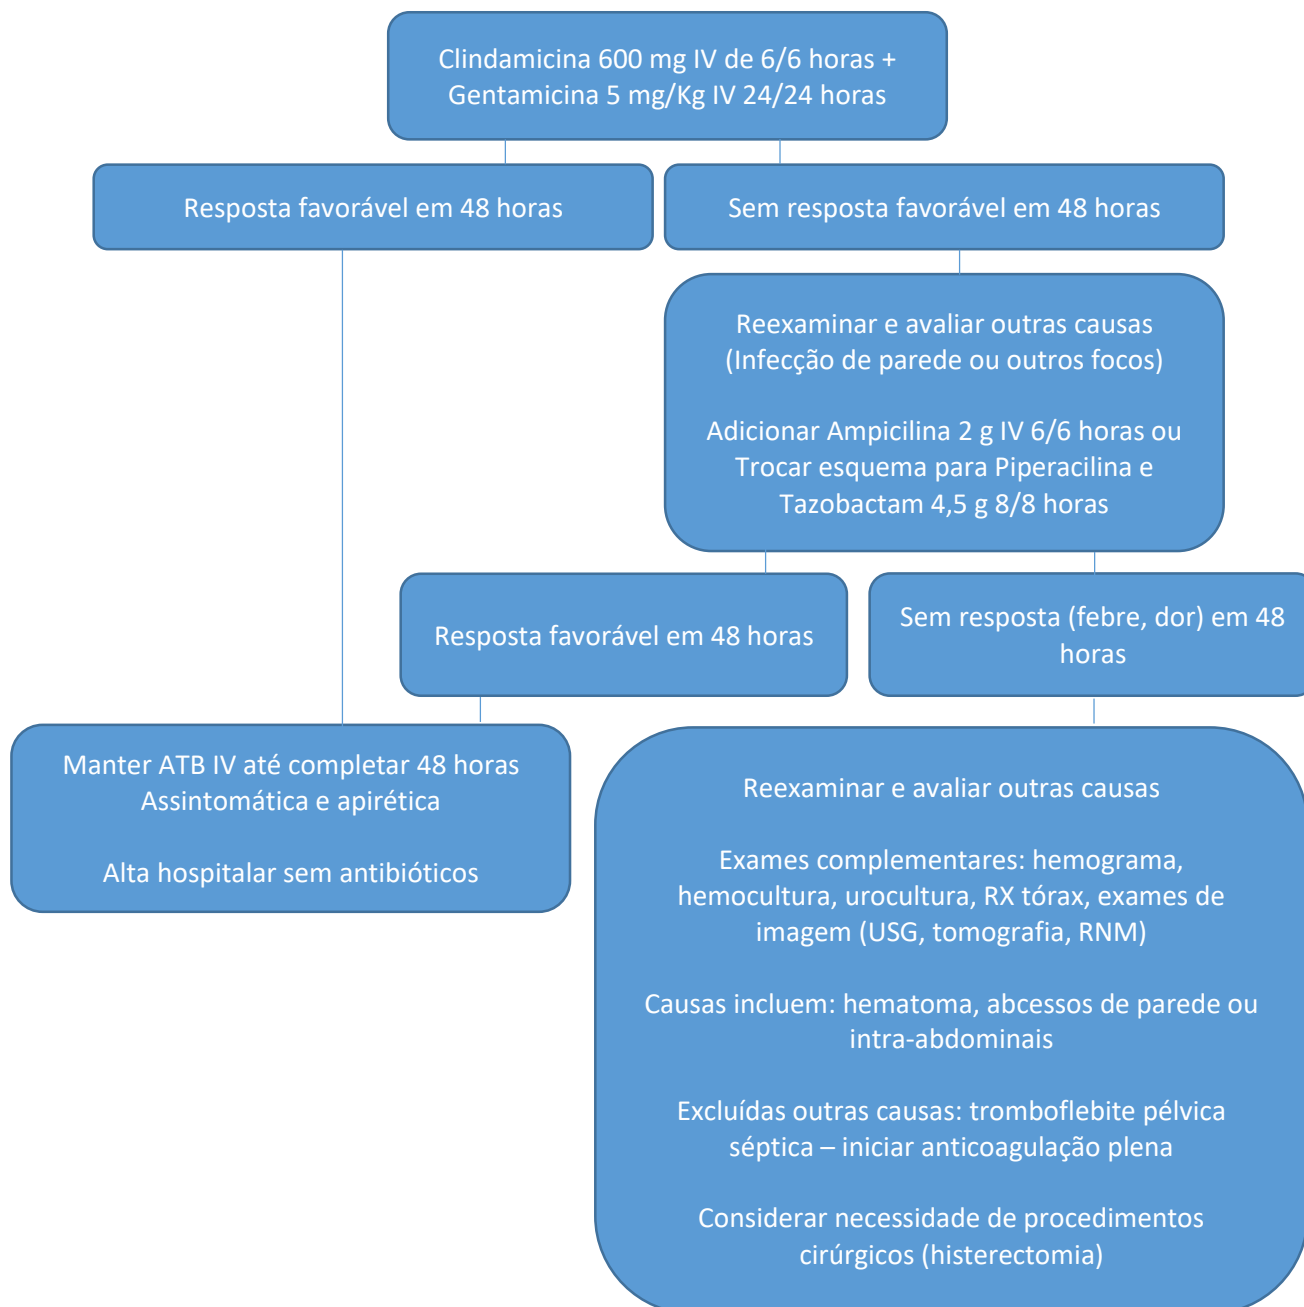 Clindamicina 600 mg IV de 6/6 horas +
Gentamicina 5 mg/Kg IV 24/24 horas
Resposta favorável em 48 horas
Sem resposta favorável em 48 horas
Reexaminar e avaliar outras causas
(Infecção de parede ou outros focos)
Adicionar Ampicilina 2 g IV 6/6 horas ou
Trocar esquema para Piperacilina e
Tazobactam 4,5 g 8/8 horas
Resposta favorável em 48 horas
Sem resposta (febre, dor) em 48
horas
Manter ATB IV até completar 48 horas
Assintomática e apirética
Alta hospitalar sem antibióticos
Reexaminar e avaliar outras causas
Exames complementares: hemograma,
hemocultura, urocultura, RX tórax, exames de
imagem (USG, tomografia, RNM)
Causas incluem: hematoma, abcessos de parede ou
intra-abdominais
Excluídas outras causas: tromboflebite pélvica
séptica – iniciar anticoagulação plena
Considerar necessidade de procedimentos
cirúrgicos (histerectomia)